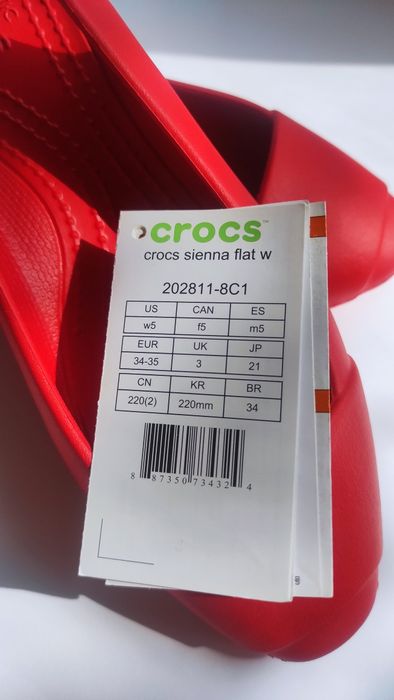 crocs™
crocs sienna flat w
202811-8C1
US CAN ES
w5 f5 m5
EUR UK JP
34-35 3 21
CN KR BR
220(2) 220mm 34
8 87350 73432 4